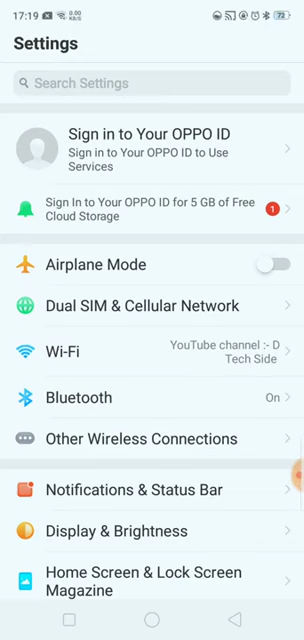 17:19 0.00 KB/S 72
Settings
Search Settings
Sign in to Your OPPO ID
Sign in to Your OPPO ID to Use
Services
Sign In to Your OPPO ID for 5 GB of Free
Cloud Storage
1
Airplane Mode
Dual SIM & Cellular Network
Wi-Fi
YouTube channel :- D
Tech Side
Bluetooth
On
Other Wireless Connections
Notifications & Status Bar
Display & Brightness
Home Screen & Lock Screen
Magazine